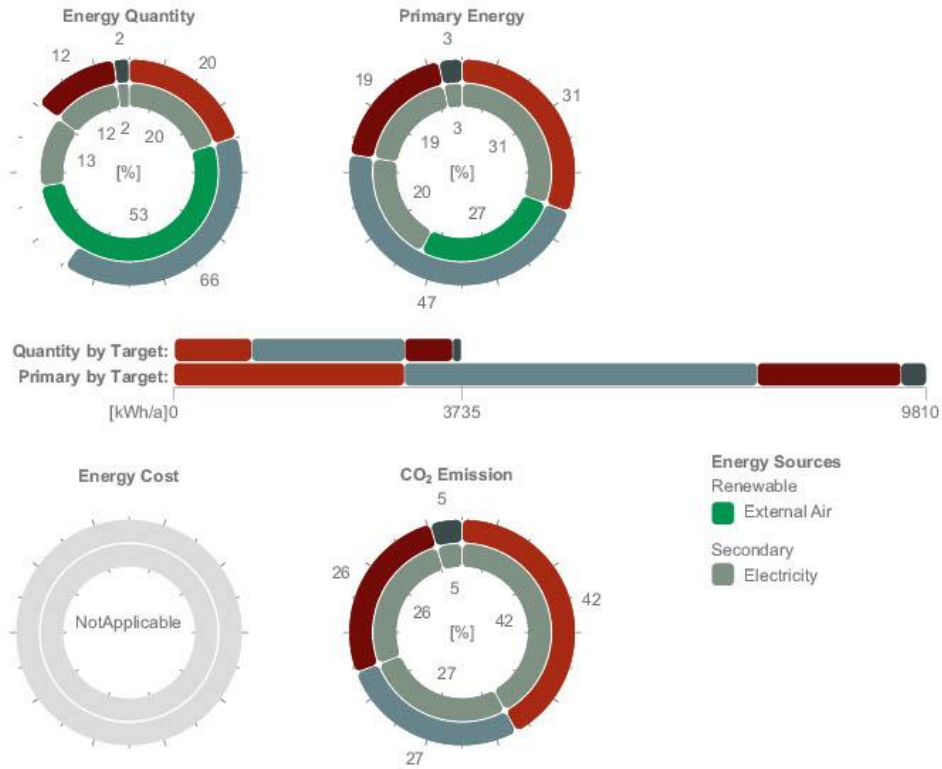 Energy Quantity
Primary Energy
2
12
20
12
2
20
13
[%]
53
66
3
19
31
3
19
31
[%]
20
27
47
Quantity by Target:
Primary by Target:
[kWh/a]0
3735
9810
Energy Cost
NotApplicable
CO₂ Emission
5
26
42
5
26
42
[%]
27
27
Energy Sources
Renewable
External Air
Secondary
Electricity